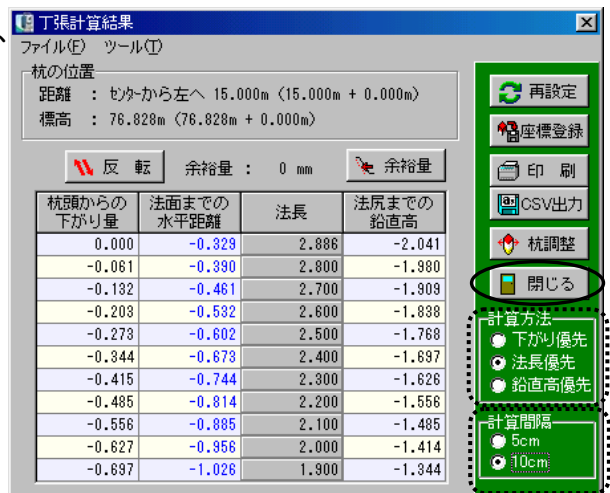 丁張計算結果
ファイル(F) ツール(T)
杭の位置
距離 : センターから左へ 15.000m (15.000m + 0.000m)
標高 : 76.828m (76.828m + 0.000m)
反 転 余裕量 : 0 mm 余裕量
杭頭からの下がり量 法面までの水平距離 法長 法尻までの鉛直高
0.000 -0.329 2.886 -2.041
-0.061 -0.390 2.800 -1.980
-0.132 -0.461 2.700 -1.909
-0.203 -0.532 2.600 -1.838
-0.273 -0.602 2.500 -1.768
-0.344 -0.673 2.400 -1.697
-0.415 -0.744 2.300 -1.626
-0.485 -0.814 2.200 -1.556
-0.556 -0.885 2.100 -1.485
-0.627 -0.956 2.000 -1.414
-0.697 -1.026 1.900 -1.344
再設定
座標登録
印 刷
CSV出力
杭調整
閉じる
計算方法
下がり優先
法長優先
鉛直高優先
計算間隔
5cm
10cm